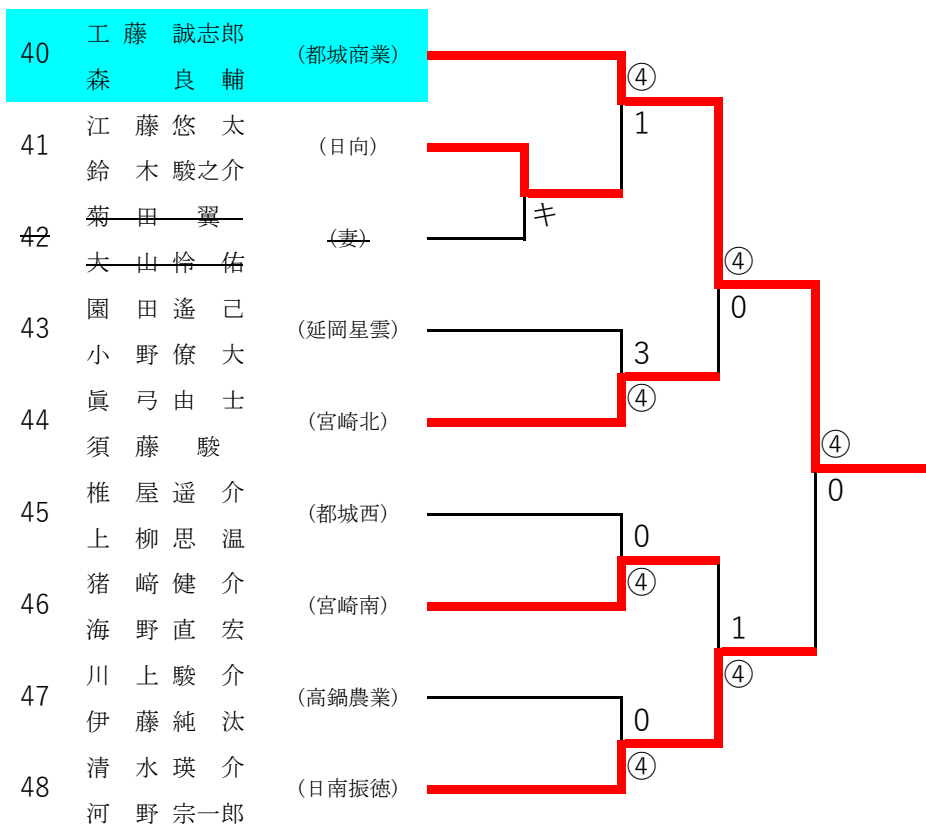 工藤 誠志郎
40 (都城商業)
森 良輔
④
1
江藤 悠太
41 (日向)
鈴木 駿之介
菊田 翼
キ
42 (妻)
大山 怜佑
④
0
園田 遙己
43 (延岡星雲)
小野 僚大
3
④
眞弓 由士
44 (宮崎北)
須藤 駿
④
0
椎屋 遥介
45 (都城西)
上柳 思温
0
④
猪﨑 健介
46 (宮崎南)
海野 直宏
1
④
川上 駿介
47 (高鍋農業)
伊藤 純汰
0
④
清水 瑛介
48 (日南振徳)
河野 宗一郎